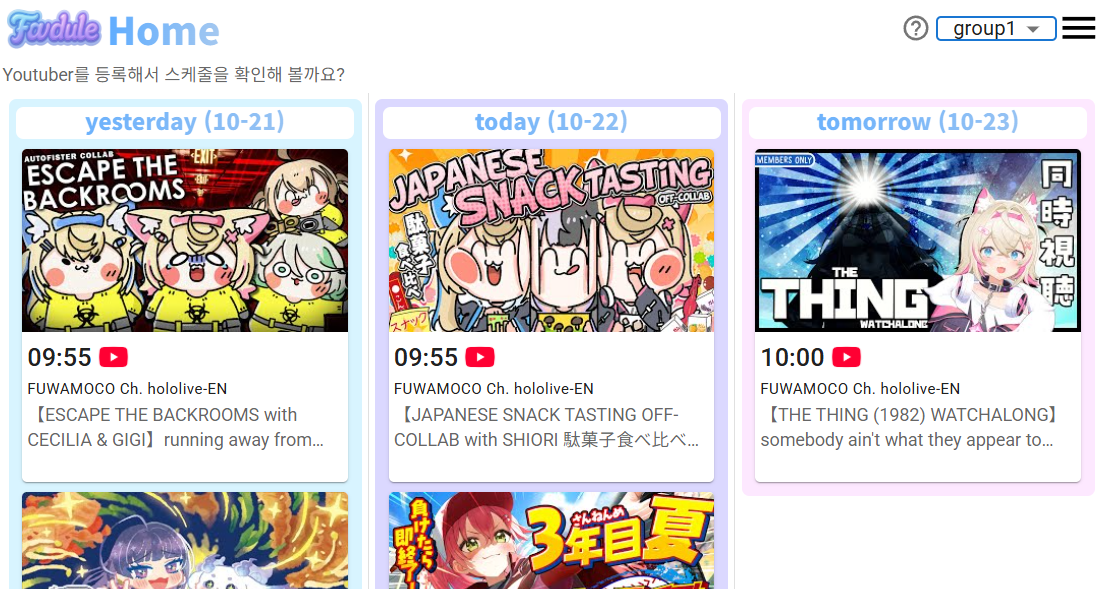 Favdule Home
group1
Youtuber를 등록해서 스케줄을 확인해 볼까요?
yesterday (10-21)
AUTOFISTER COLLAB
EXIT
ESCAPE THE
BACKROOMS
09:55
FUWAMOCO Ch. hololive-EN
【ESCAPE THE BACKROOMS with
CECILIA & GIGI】running away from...
today (10-22)
JAPANESE
SNACK TASTING
OFF-COLLAB
駄菓子
食べ比べ
スナック
09:55
FUWAMOCO Ch. hololive-EN
【JAPANESE SNACK TASTING OFF-
COLLAB with SHIORI 駄菓子食べ比べ...
負けたら
即終了
さんねんめ
3年目夏
tomorrow (10-23)
MEMBERS ONLY
同時視聴
THE
THING
WATCHALONG
10:00
FUWAMOCO Ch. hololive-EN
【THE THING (1982) WATCHALONG】
somebody ain't what they appear to...